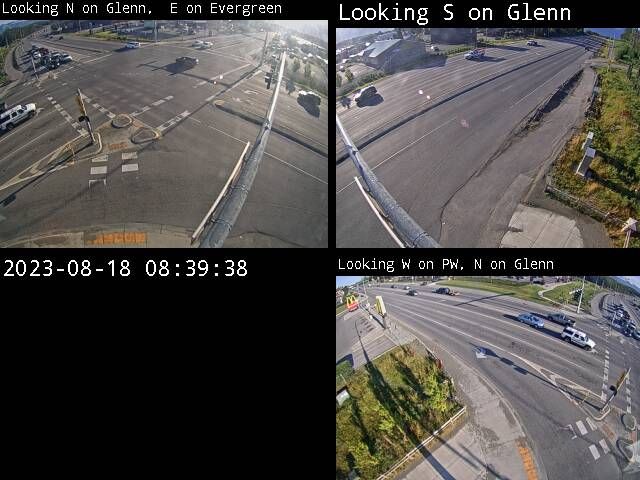 Looking N on Glenn, E on Evergreen
Looking S on Glenn
2023-08-18 08:39:38
Looking W on PW, N on Glenn